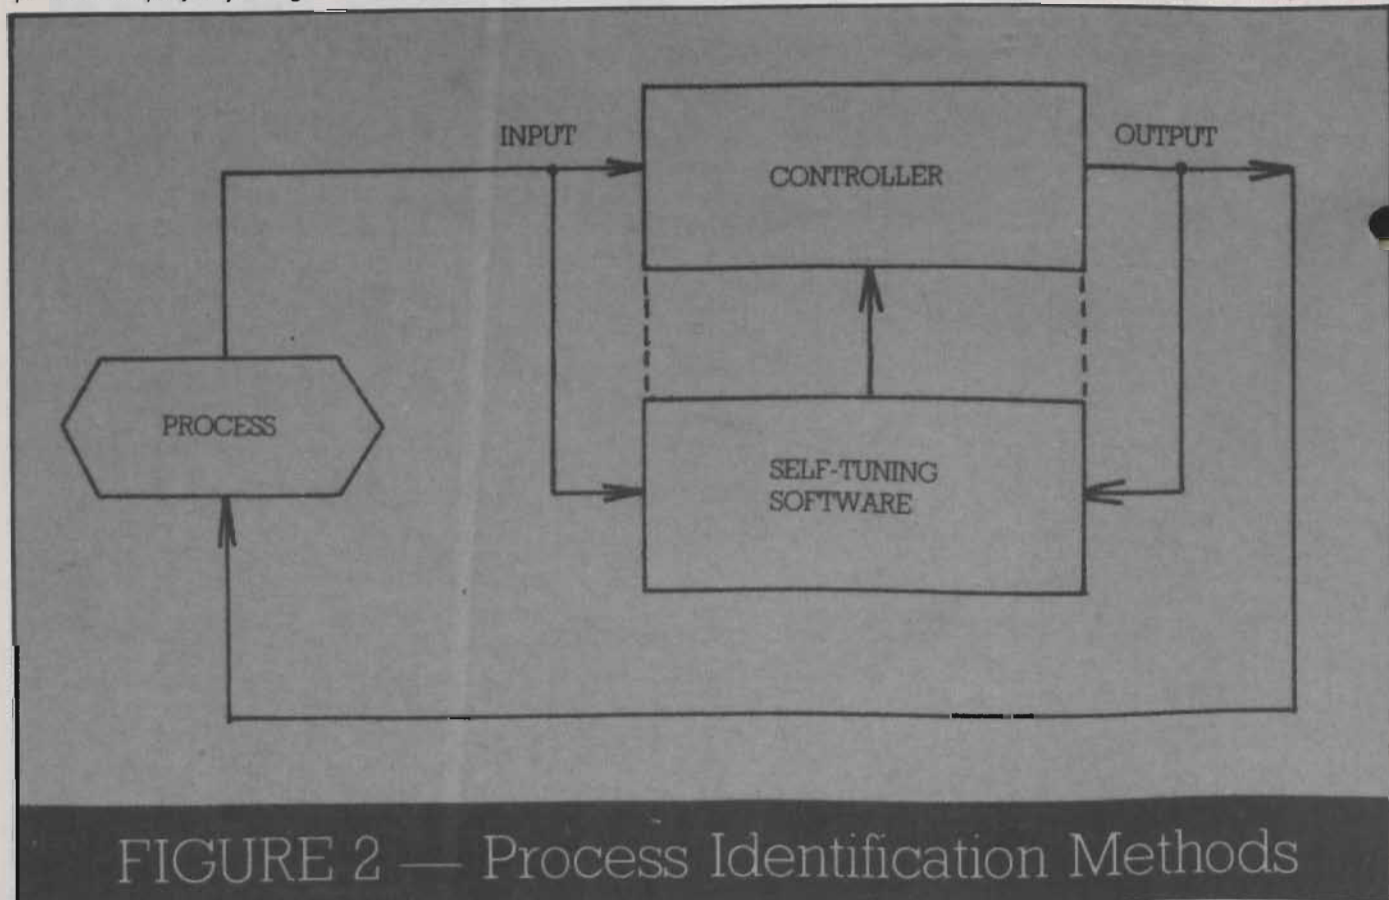 INPUT
OUTPUT
CONTROLLER
PROCESS
SELF-TUNING
SOFTWARE
FIGURE 2 — Process Identification Methods